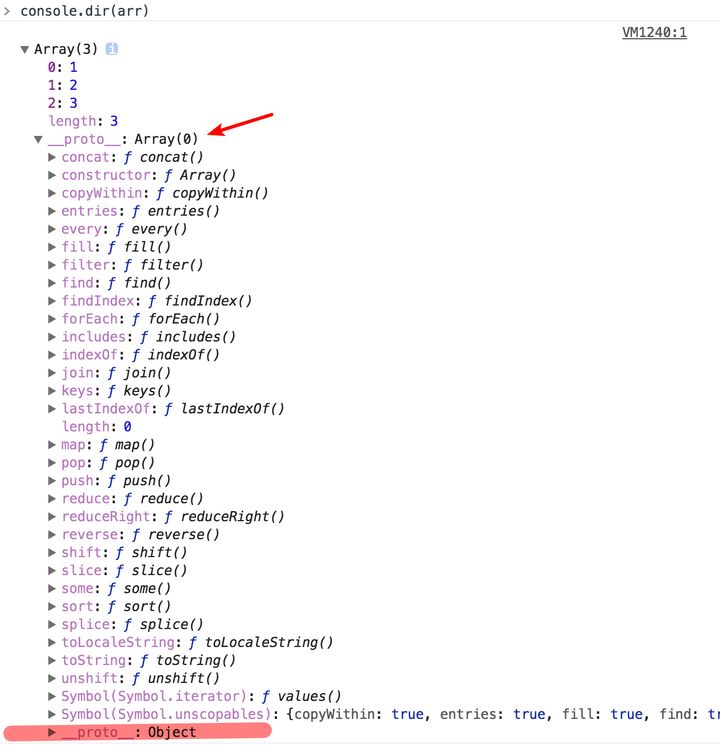 > console.dir(arr)
VM1240:1
▼ Array(3) i
0: 1
1: 2
2: 3
length: 3
▼ __proto__: Array(0)
▶ concat: ƒ concat()
▶ constructor: ƒ Array()
▶ copyWithin: ƒ copyWithin()
▶ entries: ƒ entries()
▶ every: ƒ every()
▶ fill: ƒ fill()
▶ filter: ƒ filter()
▶ find: ƒ find()
▶ findIndex: ƒ findIndex()
▶ forEach: ƒ forEach()
▶ includes: ƒ includes()
▶ indexOf: ƒ indexOf()
▶ join: ƒ join()
▶ keys: ƒ keys()
▶ lastIndexOf: ƒ lastIndexOf()
length: 0
▶ map: ƒ map()
▶ pop: ƒ pop()
▶ push: ƒ push()
▶ reduce: ƒ reduce()
▶ reduceRight: ƒ reduceRight()
▶ reverse: ƒ reverse()
▶ shift: ƒ shift()
▶ slice: ƒ slice()
▶ some: ƒ some()
▶ sort: ƒ sort()
▶ splice: ƒ splice()
▶ toLocaleString: ƒ toLocaleString()
▶ toString: ƒ toString()
▶ unshift: ƒ unshift()
▶ Symbol(Symbol.iterator): ƒ values()
▶ Symbol(Symbol.unscopables): {copyWithin: true, entries: true, fill: true, find: tr
▶ __proto__: Object